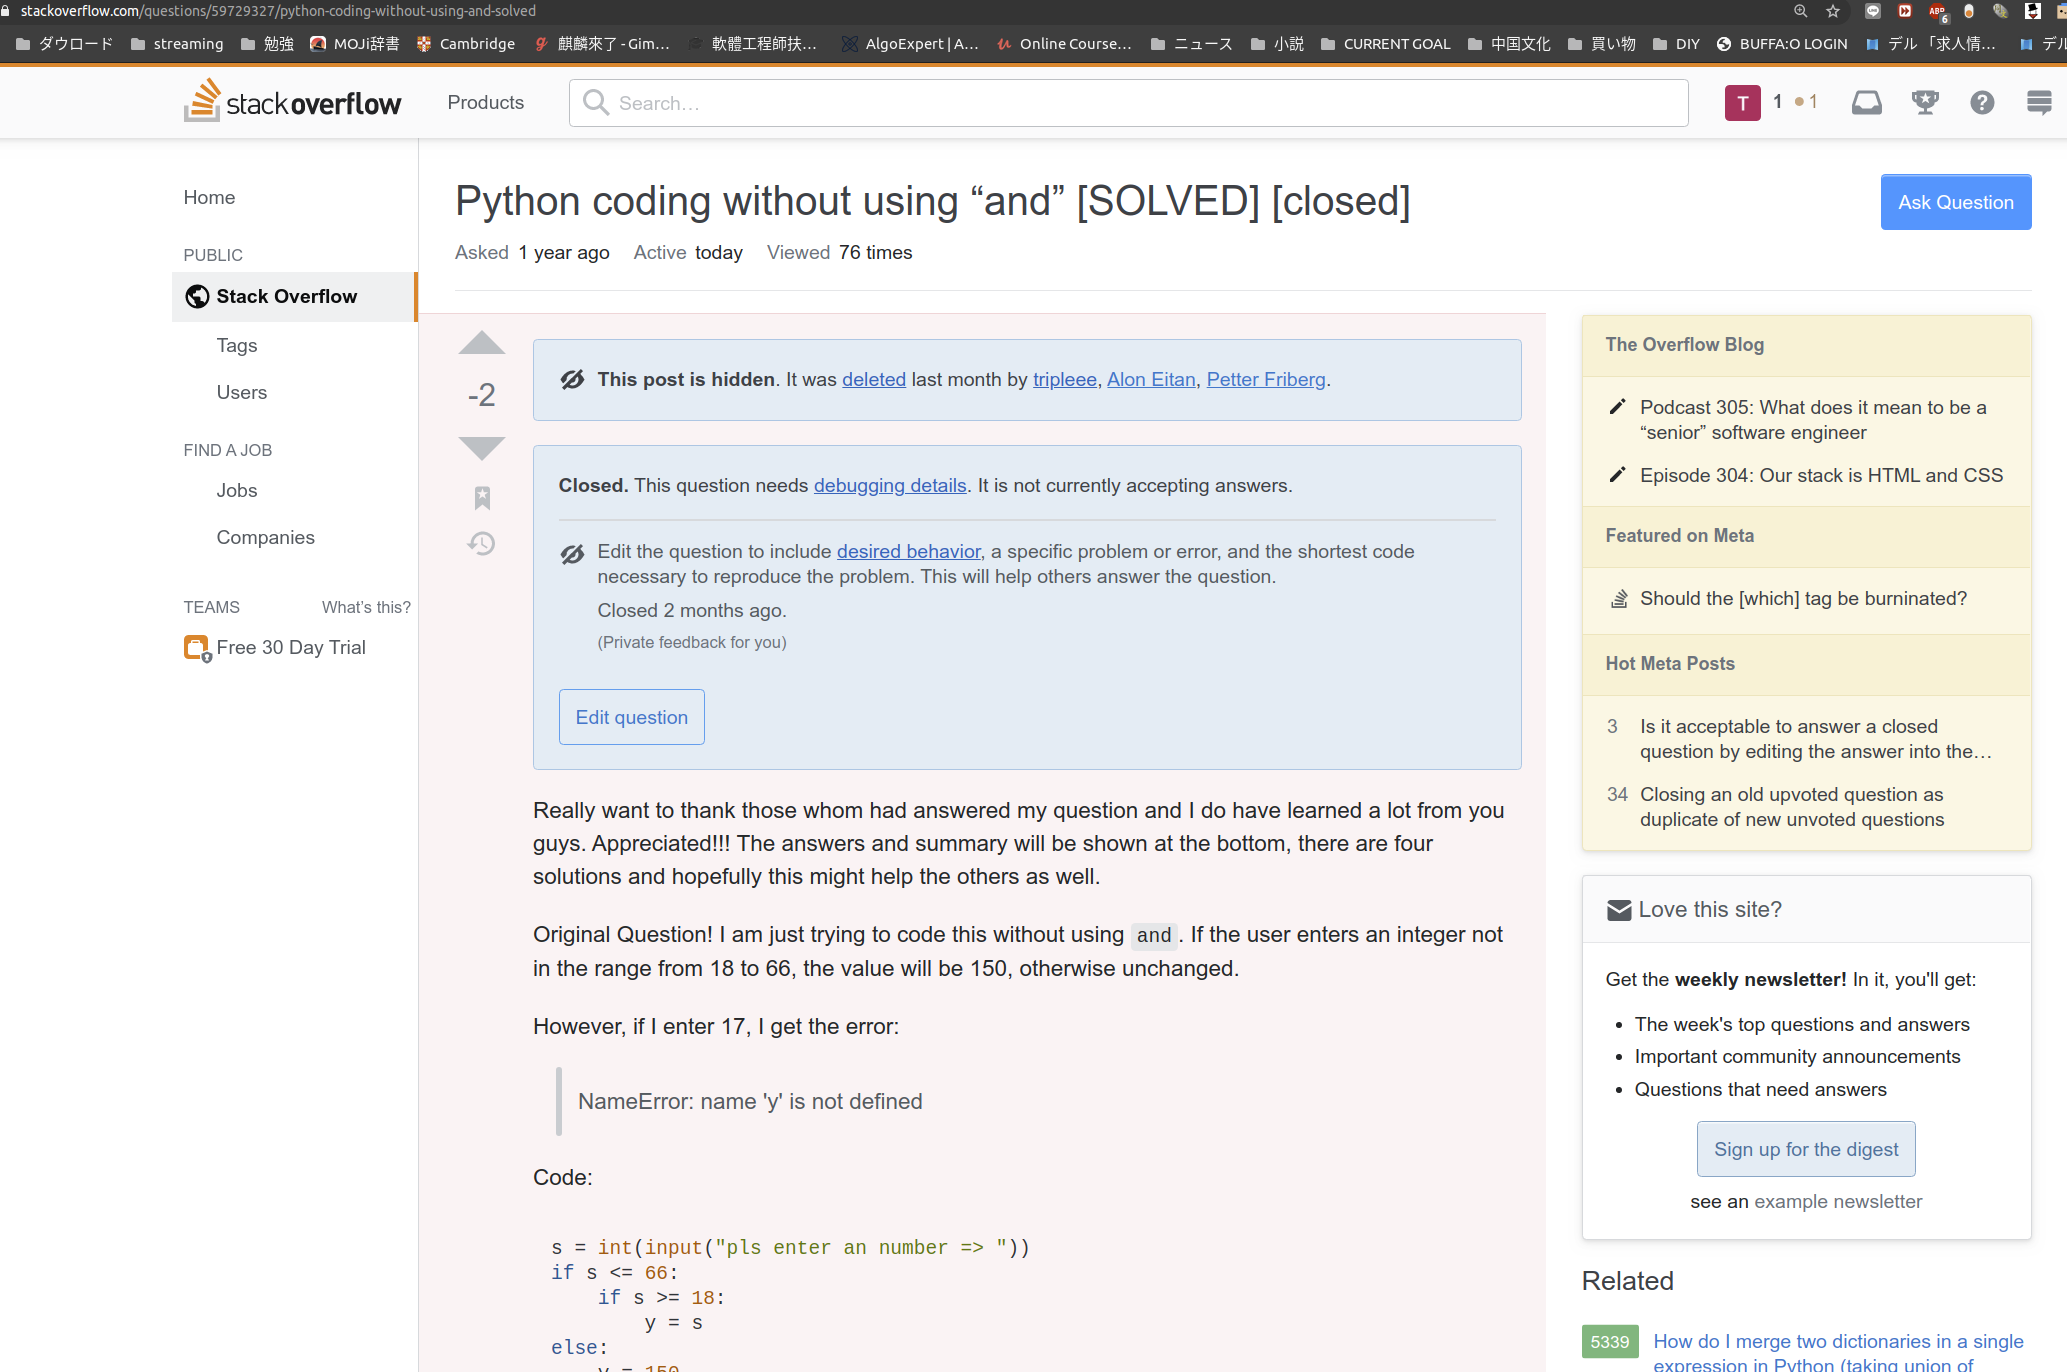 stackoverflow.com/questions/59729327/python-coding-without-using-and-solved
ダウロード streaming 勉強 MOJi辞書 Cambridge 麒麟來了 - Gim… 軟體工程師扶… AlgoExpert | A… Online Course… ニュース 小説 CURRENT GOAL 中国文化 買い物 DIY BUFFA:O LOGIN デル「求人情… デル
stackoverflow Products Search… T 1 1
Home
PUBLIC
Stack Overflow
Tags
Users
FIND A JOB
Jobs
Companies
TEAMS What's this?
Free 30 Day Trial
Python coding without using “and” [SOLVED] [closed]
Ask Question
Asked 1 year ago Active today Viewed 76 times
-2
This post is hidden. It was deleted last month by tripleee, Alon Eitan, Petter Friberg.
Closed. This question needs debugging details. It is not currently accepting answers.
Edit the question to include desired behavior, a specific problem or error, and the shortest code
necessary to reproduce the problem. This will help others answer the question.
Closed 2 months ago.
(Private feedback for you)
Edit question
Really want to thank those whom had answered my question and I do have learned a lot from you
guys. Appreciated!!! The answers and summary will be shown at the bottom, there are four
solutions and hopefully this might help the others as well.
Original Question! I am just trying to code this without using and. If the user enters an integer not
in the range from 18 to 66, the value will be 150, otherwise unchanged.
However, if I enter 17, I get the error:
NameError: name 'y' is not defined
Code:
s = int(input("pls enter an number => "))
if s <= 66:
    if s >= 18:
        y = s
else:
    y = 150
The Overflow Blog
Podcast 305: What does it mean to be a
“senior” software engineer
Episode 304: Our stack is HTML and CSS
Featured on Meta
Should the [which] tag be burninated?
Hot Meta Posts
3 Is it acceptable to answer a closed
question by editing the answer into the…
34 Closing an old upvoted question as
duplicate of new unvoted questions
Love this site?
Get the weekly newsletter! In it, you'll get:
The week's top questions and answers
Important community announcements
Questions that need answers
Sign up for the digest
see an example newsletter
Related
5339 How do I merge two dictionaries in a single
expression in Python (taking union of